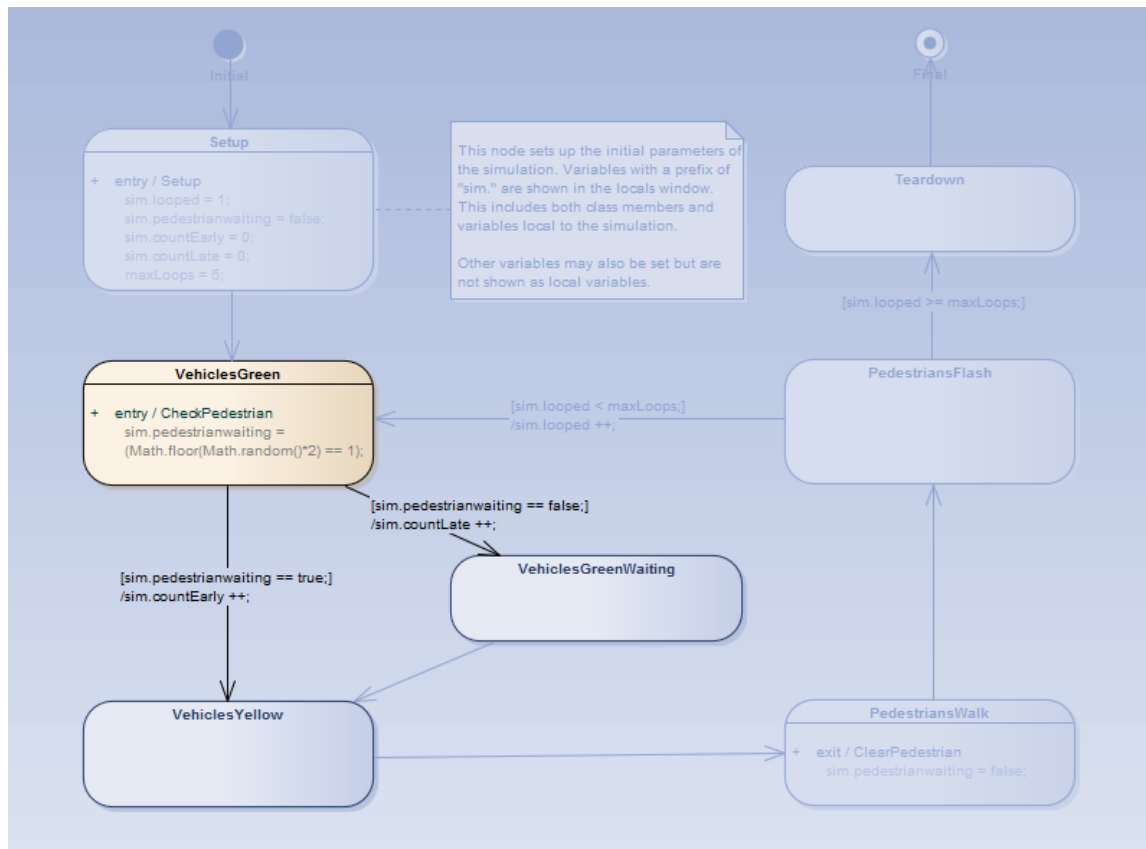 Initial
Final
Setup
+ entry / Setup
sim.looped = 1;
sim.pedestrianwaiting = false;
sim.countEarly = 0;
sim.countLate = 0;
maxLoops = 5;
This node sets up the initial parameters of
the simulation. Variables with a prefix of
"sim." are shown in the locals window.
This includes both class members and
variables local to the simulation.
Other variables may also be set but are
not shown as local variables.
Teardown
[sim.looped >= maxLoops;]
VehiclesGreen
+ entry / CheckPedestrian
sim.pedestrianwaiting =
(Math.floor(Math.random()*2) == 1);
[sim.looped < maxLoops;]
/sim.looped ++;
PedestriansFlash
[sim.pedestrianwaiting == false;]
/sim.countLate ++;
[sim.pedestrianwaiting == true;]
/sim.countEarly ++;
VehiclesGreenWaiting
VehiclesYellow
PedestriansWalk
+ exit / ClearPedestrian
sim.pedestrianwaiting = false;